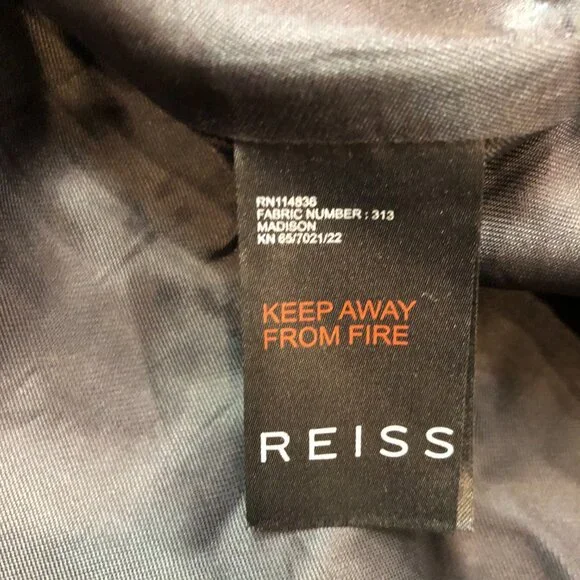 RN114836
FABRIC NUMBER : 313
MADISON
KN 65/7021/22
KEEP AWAY
FROM FIRE
REISS